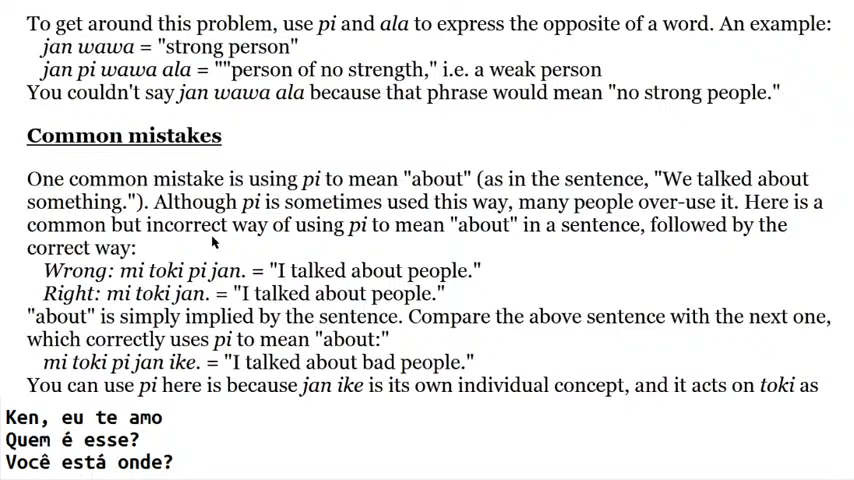 To get around this problem, use pi and ala to express the opposite of a word. An example:
jan wawa = "strong person"
jan pi wawa ala = ""person of no strength," i.e. a weak person
You couldn't say jan wawa ala because that phrase would mean "no strong people."
Common mistakes
One common mistake is using pi to mean "about" (as in the sentence, "We talked about
something."). Although pi is sometimes used this way, many people over-use it. Here is a
common but incorrect way of using pi to mean "about" in a sentence, followed by the
correct way:
Wrong: mi toki pi jan. = "I talked about people."
Right: mi toki jan. = "I talked about people."
"about" is simply implied by the sentence. Compare the above sentence with the next one,
which correctly uses pi to mean "about:"
mi toki pi jan ike. = "I talked about bad people."
You can use pi here is because jan ike is its own individual concept, and it acts on toki as
Ken, eu te amo
Quem é esse?
Você está onde?